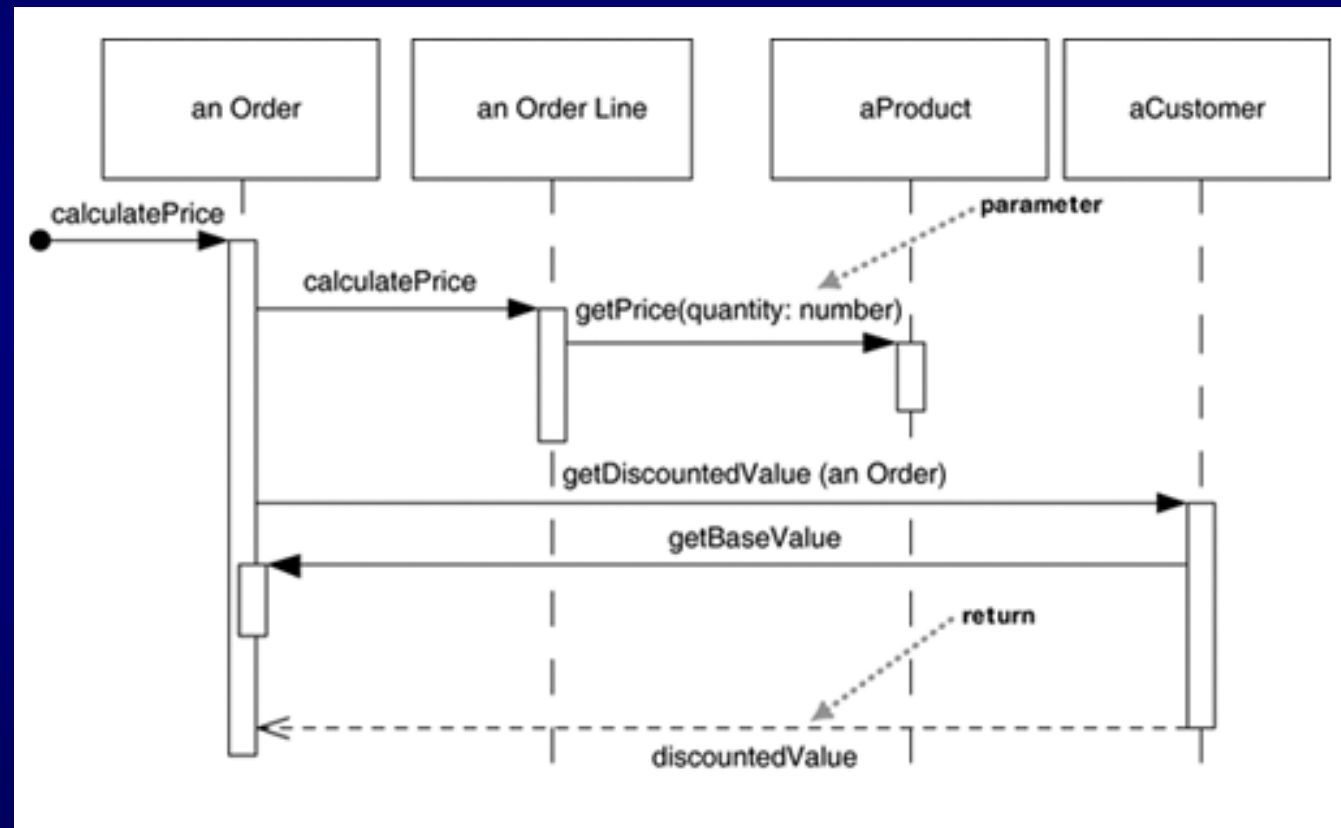 an Order
an Order Line
aProduct
aCustomer
calculatePrice
parameter
calculatePrice
getPrice(quantity: number)
getDiscountedValue (an Order)
getBaseValue
return
discountedValue